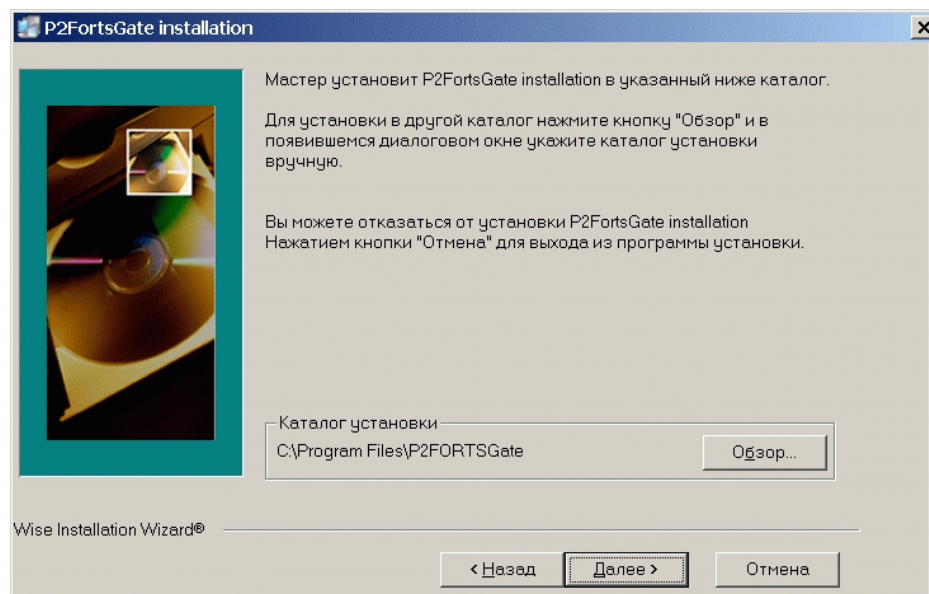 P2FortsGate installation
Мастер установит P2FortsGate installation в указанный ниже каталог.
Для установки в другой каталог нажмите кнопку "Обзор" и в
появившемся диалоговом окне укажите каталог установки
вручную.
Вы можете отказаться от установки P2FortsGate installation
Нажатием кнопки "Отмена" для выхода из программы установки.
Каталог установки
C:\Program Files\P2FORTSGate
Обзор...
Wise Installation Wizard®
< Назад
Далее >
Отмена